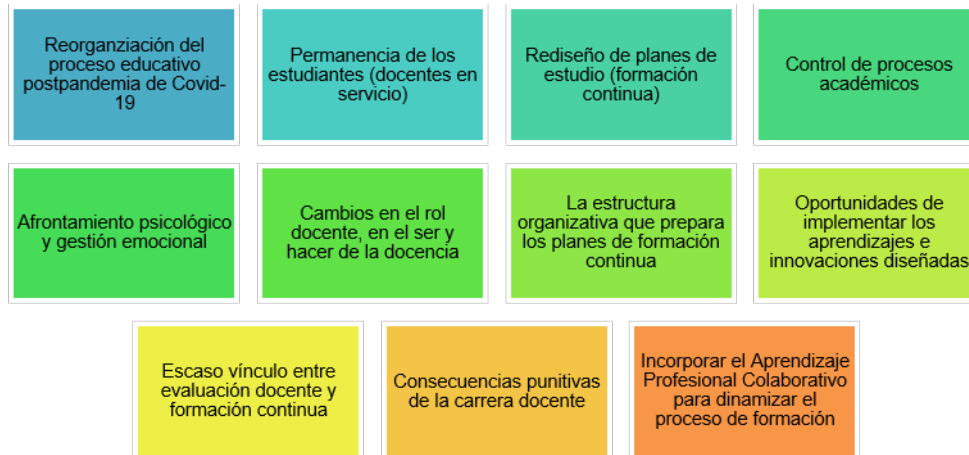 Reorganziación del
proceso educativo
postpandemia de Covid-
19
Permanencia de los
estudiantes (docentes en
servicio)
Rediseño de planes de
estudio (formación
continua)
Control de procesos
académicos
Afrontamiento psicológico
y gestión emocional
Cambios en el rol
docente, en el ser y
hacer de la docencia
La estructura
organizativa que prepara
los planes de formación
continua
Oportunidades de
implementar los
aprendizajes e
innovaciones diseñadas
Escaso vínculo entre
evaluación docente y
formación continua
Consecuencias punitivas
de la carrera docente
Incorporar el Aprendizaje
Profesional Colaborativo
para dinamizar el
proceso de formación